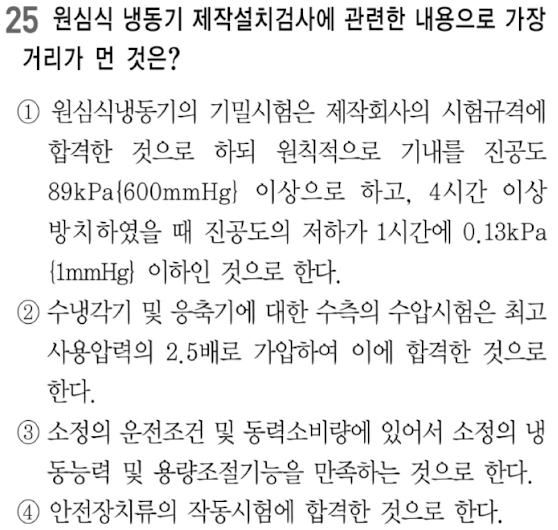 25 원심식 냉동기 제작설치검사에 관련한 내용으로 가장
거리가 먼 것은?
① 원심식냉동기의 기밀시험은 제작회사의 시험규격에
합격한 것으로 하되 원칙적으로 기내를 진공도
89kPa{600mmHg} 이상으로 하고, 4시간 이상
방치하였을 때 진공도의 저하가 1시간에 0.13kPa
{1mmHg} 이하인 것으로 한다.
② 수냉각기 및 응축기에 대한 수측의 수압시험은 최고
사용압력의 2.5배로 가압하여 이에 합격한 것으로
한다.
③ 소정의 운전조건 및 동력소비량에 있어서 소정의 냉
동능력 및 용량조절기능을 만족하는 것으로 한다.
④ 안전장치류의 작동시험에 합격한 것으로 한다.